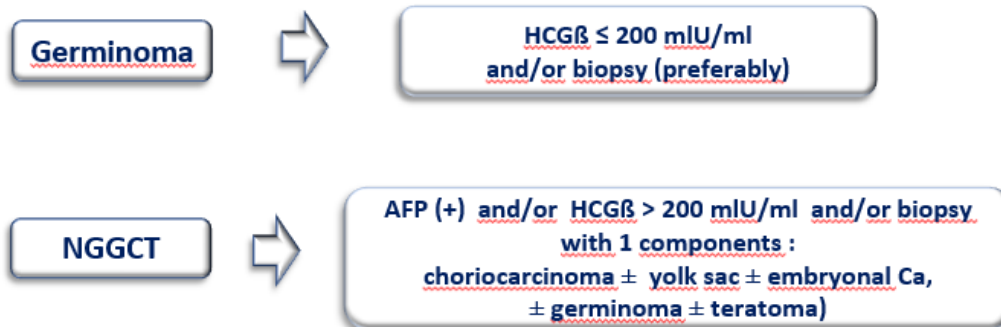 Germinoma
HCGß ≤ 200 mlU/ml
and/or biopsy (preferably)
NGGCT
AFP (+) and/or HCGß > 200 mlU/ml and/or biopsy
with 1 components :
choriocarcinoma ± yolk sac ± embryonal Ca,
± germinoma ± teratoma)